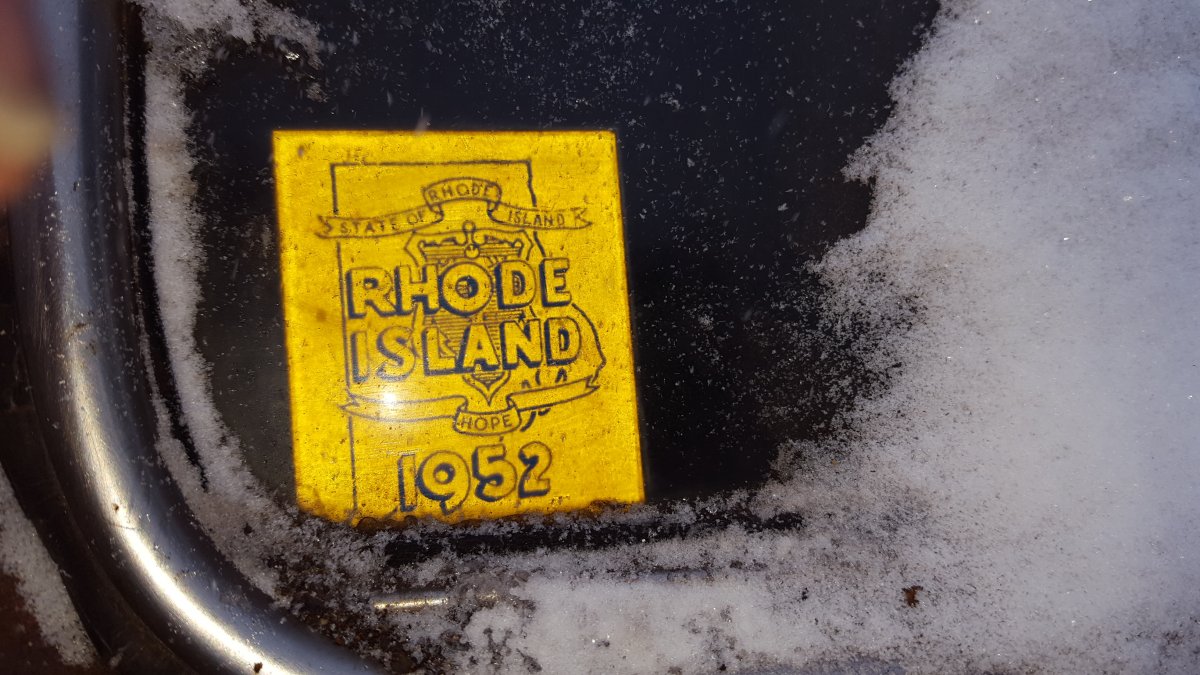 STATE OF RHODE ISLAND
RHODE
ISLAND
HOPE
1952